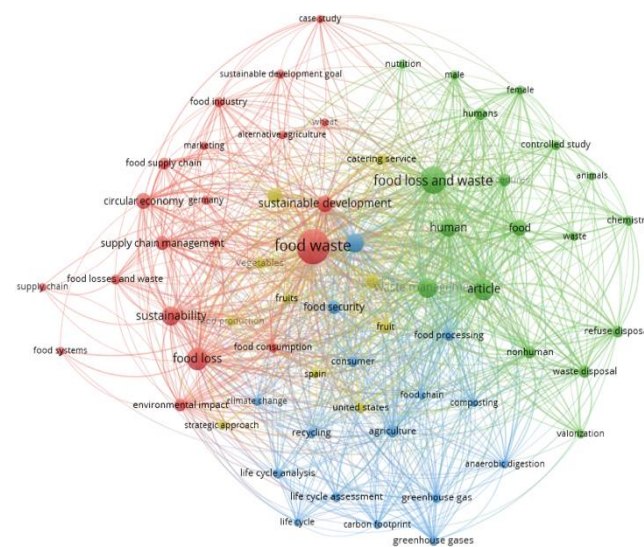 case study
nutrition
sustainable development goal
male
female
food industry
humans
wheat
alternative agriculture
marketing
controlled study
food supply chain
catering service
animals
food loss and waste
circular economy
germany
sustainable development
chemistr
human
food
waste
supply chain management
food waste
vegetables
food losses and waste
supply chain
waste management
article
fruits
food security
sustainability
food production
fruit
refuse disposa
food processing
food consumption
food systems
food loss
nonhuman
consumer
waste disposal
spain
climate change
food chain
composting
environmental impact
united states
strategic approach
recycling
agriculture
valorization
anaerobic digestion
life cycle analysis
life cycle assessment
greenhouse gas
life cycle
carbon footprint
greenhouse gases